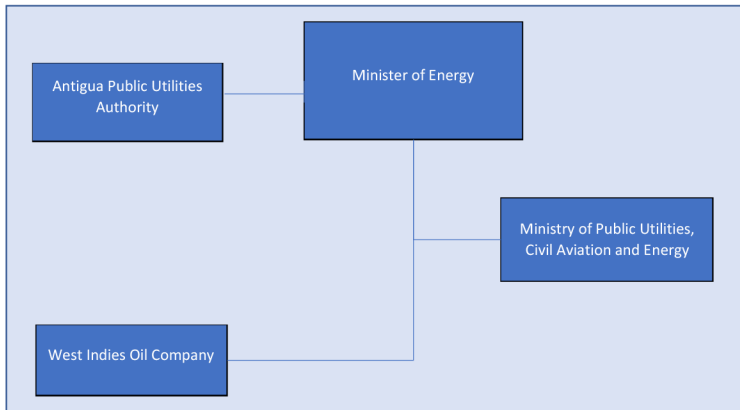 Minister of Energy
Antigua Public Utilities
Authority
Ministry of Public Utilities,
Civil Aviation and Energy
West Indies Oil Company